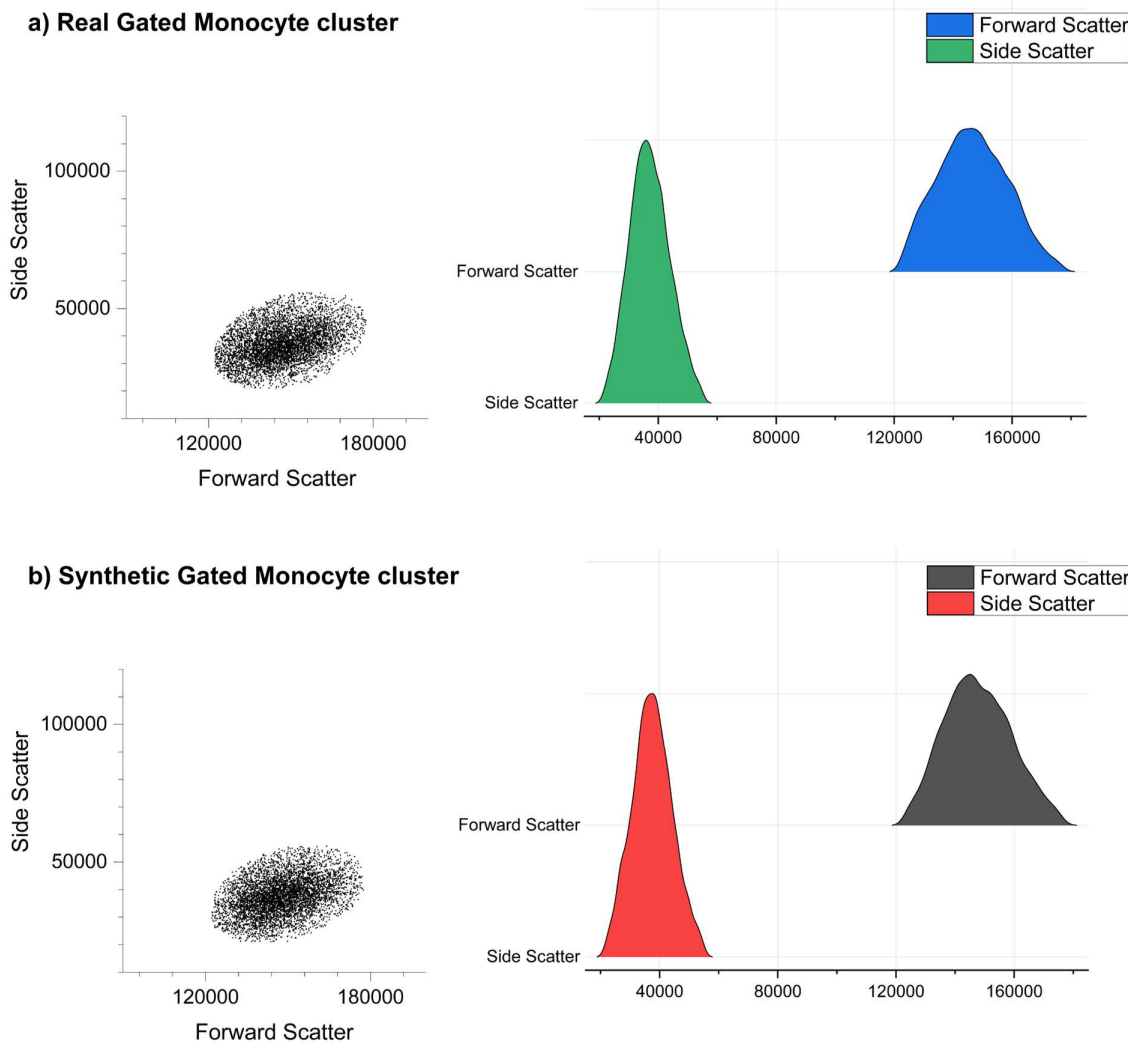 a) Real Gated Monocyte cluster
Forward Scatter
Side Scatter
100000
50000
Side Scatter
120000
180000
Forward Scatter
Forward Scatter
Side Scatter
40000
80000
120000
160000
b) Synthetic Gated Monocyte cluster
Forward Scatter
Side Scatter
100000
50000
Side Scatter
120000
180000
Forward Scatter
Forward Scatter
Side Scatter
40000
80000
120000
160000